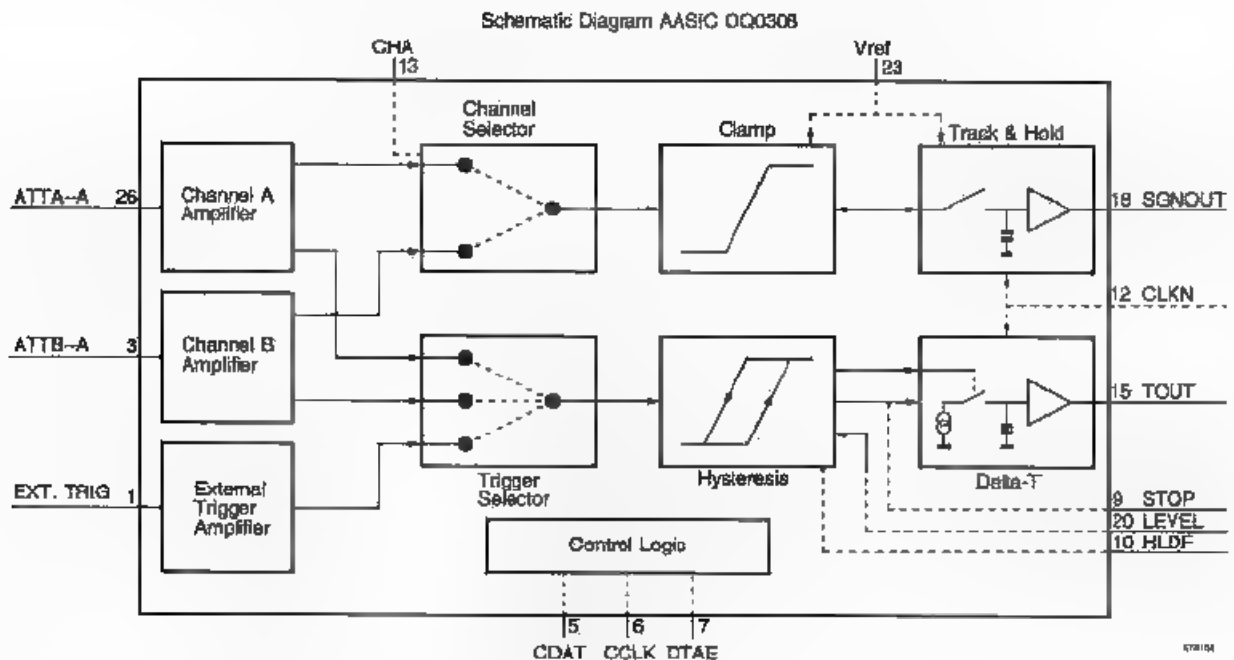 Schematic Diagram AASIC OQ0308
CHA
13
Vref
23
Channel Selector
Clamp
Track & Hold
ATTA--A 26
Channel A Amplifier
18 SGNOUT
12 CLKN
ATTB--A 3
Channel B Amplifier
15 TOUT
EXT. TRIG 1
External Trigger Amplifier
Trigger Selector
Hysteresis
Delta-T
9 STOP
20 LEVEL
10 HLDF
Control Logic
5 6 7
CDAT CCLK DTAE